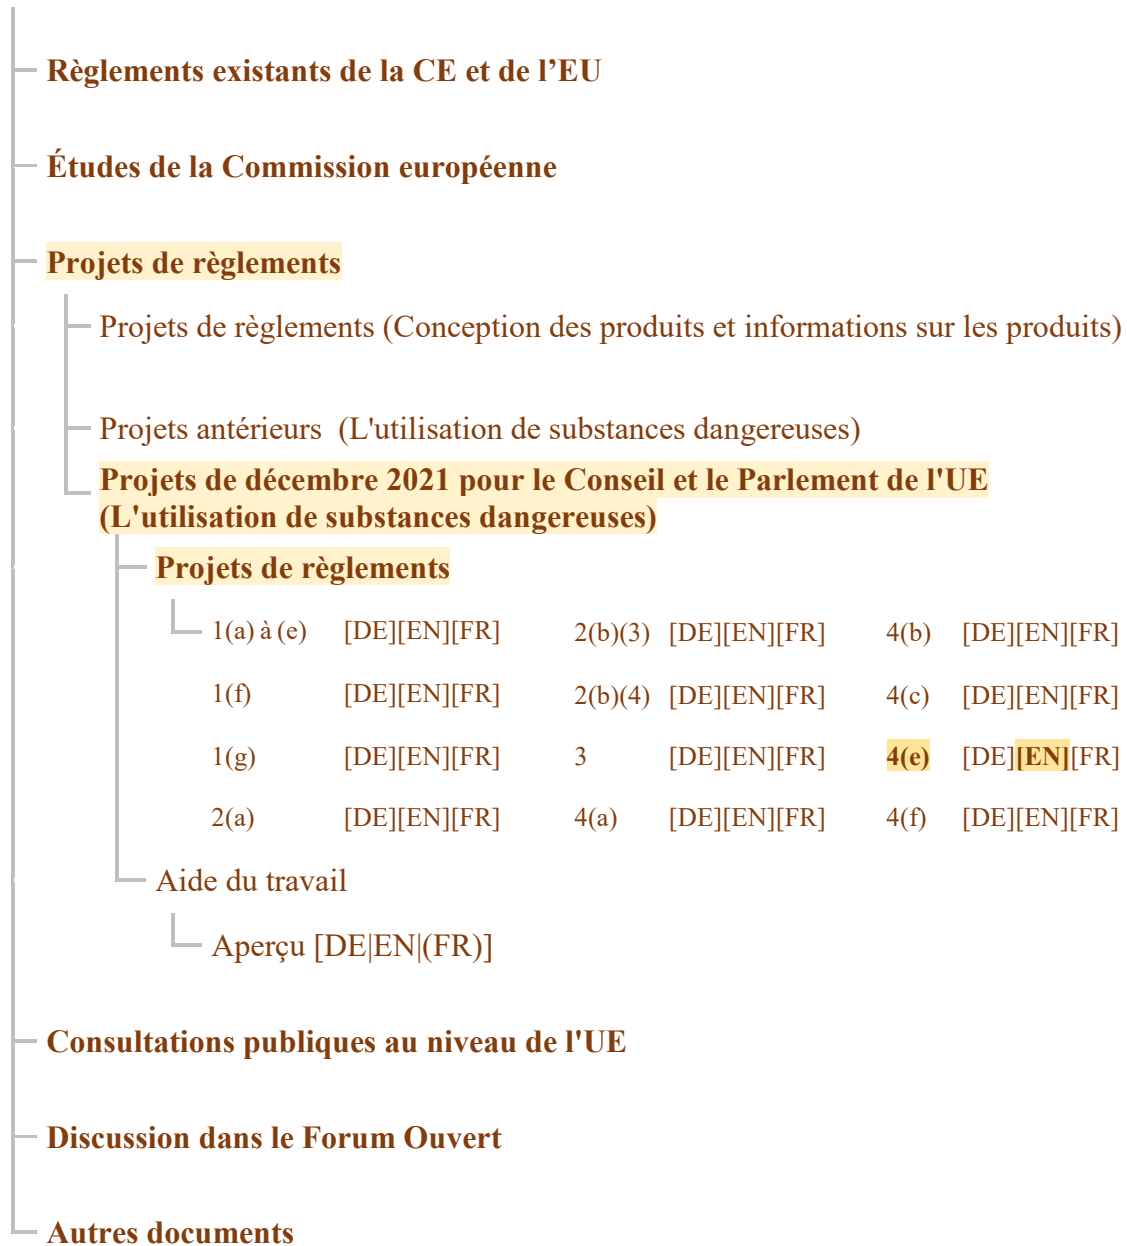 Règlements existants de la CE et de l’EU
Études de la Commission européenne
Projets de règlements
Projets de règlements (Conception des produits et informations sur les produits)
Projets antérieurs  (L'utilisation de substances dangereuses)
Projets de décembre 2021 pour le Conseil et le Parlement de l'UE
(L'utilisation de substances dangereuses)
Projets de règlements
1(a) à (e) [DE][EN][FR] 2(b)(3) [DE][EN][FR] 4(b) [DE][EN][FR]
1(f) [DE][EN][FR] 2(b)(4) [DE][EN][FR] 4(c) [DE][EN][FR]
1(g) [DE][EN][FR] 3 [DE][EN][FR] 4(e) [DE][EN][FR]
2(a) [DE][EN][FR] 4(a) [DE][EN][FR] 4(f) [DE][EN][FR]
Aide du travail
Aperçu [DE|EN|(FR)]
Consultations publiques au niveau de l'UE
Discussion dans le Forum Ouvert
Autres documents